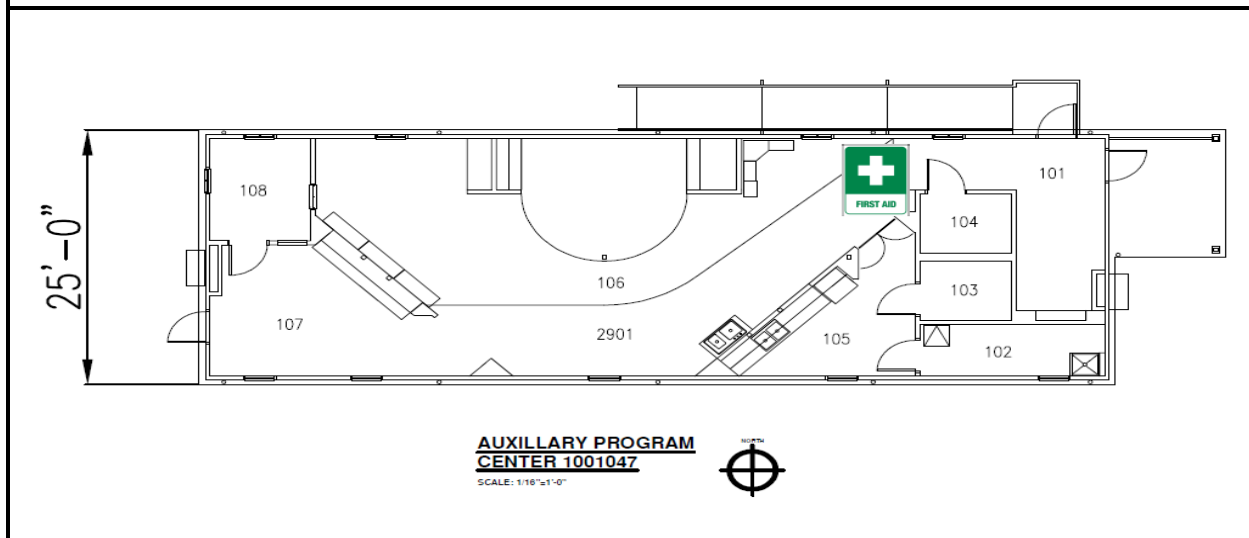 108
101
FIRST AID
104
25'-0"
106
103
107
2901
105
102
AUXILLARY PROGRAM
CENTER 1001047
SCALE: 1/16"=1'-0"
NORTH